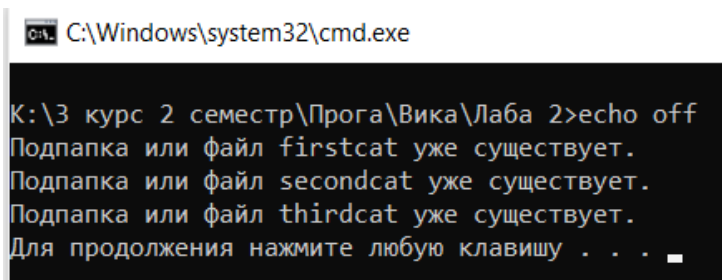 C:\Windows\system32\cmd.exe
K:\3 курс 2 семестр\Прога\Вика\Лаба 2>echo off
Подпапка или файл firstcat уже существует.
Подпапка или файл secondcat уже существует.
Подпапка или файл thirdcat уже существует.
Для продолжения нажмите любую клавишу . . .